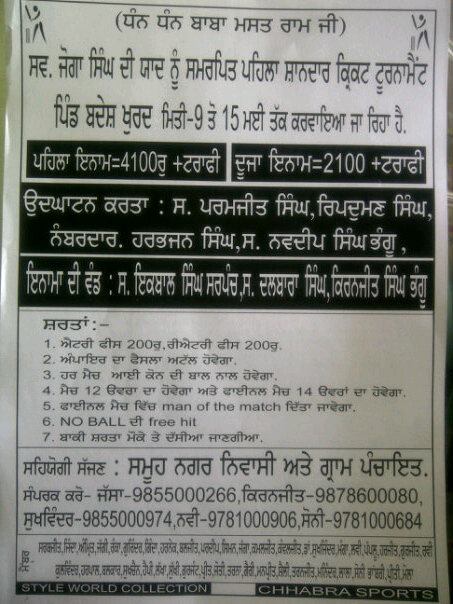 (ਧੰਨ ਧੰਨ ਬਾਬਾ ਮਸਤ ਰਾਮ ਜੀ)
ਸਵ. ਜੋਗਾ ਸਿੰਘ ਦੀ ਯਾਦ ਨੂੰ ਸਮਰਪਿਤ ਪਹਿਲਾ ਸ਼ਾਨਦਾਰ ਕ੍ਰਿਕਟ ਟੂਰਨਾਮੈਂਟ
ਪਿੰਡ ਬਦੇਸ਼ ਖੁਰਦ ਮਿਤੀ-9 ਤੋਂ 15 ਮਈ ਤੱਕ ਕਰਵਾਇਆ ਜਾ ਰਿਹਾ ਹੈ.
ਪਹਿਲਾ ਇਨਾਮ=4100ਰੁ +ਟਰਾਫੀ ਦੂਜਾ ਇਨਾਮ=2100 +ਟਰਾਫੀ
ਉਦਘਾਟਨ ਕਰਤਾ : ਸ. ਪਰਮਜੀਤ ਸਿੰਘ,ਰਿਪਦੁਮਣ ਸਿੰਘ,
ਨੰਬਰਦਾਰ. ਹਰਭਜਨ ਸਿੰਘ,ਸ. ਨਵਦੀਪ ਸਿੰਘ ਭੰਗੂ ,
ਇਨਾਮਾ ਦੀ ਵੰਡ : ਸ. ਇਕਬਾਲ ਸਿੰਘ ਸਰਪੰਚ,ਸ. ਦਲਬਾਰਾ ਸਿੰਘ,ਕਿਰਨਜੀਤ ਸਿੰਘ ਭੰਗੂ
ਸ਼ਰਤਾਂ:-
1. ਐਟਰੀ ਫੀਸ 200ਰੁ,ਰੀਐਟਰੀ ਫੀਸ 200ਰੁ.
2. ਅੰਪਾਇਰ ਦਾ ਫੈਸਲਾ ਅਟੱਲ ਹੋਵੇਗਾ.
3. ਹਰ ਮੈਚ ਆਈ ਕੋਨ ਦੀ ਬਾਲ ਨਾਲ ਹੋਵੇਗਾ.
4. ਮੈਚ 12 ਓਵਰਾ ਦਾ ਹੋਵੇਗਾ ਅਤੇ ਫਾਈਨਲ ਮੈਚ 14 ਓਵਰਾਂ ਦਾ ਹੋਵੇਗਾ.
5. ਫਾਈਨਲ ਮੈਚ ਵਿੱਚ man of the match ਦਿੱਤਾ ਜਾਵੇਗਾ.
6. NO BALL ਦੀ free hit
7. ਬਾਕੀ ਸ਼ਰਤਾ ਮੌਕੇ ਤੇ ਦੱਸੀਆ ਜਾਣਗੀਆ.
ਸਹਿਯੋਗੀ ਸੱਜਣ : ਸਮੂਹ ਨਗਰ ਨਿਵਾਸੀ ਅਤੇ ਗ੍ਰਾਮ ਪੰਚਾਇਤ.
ਸੰਪਰਕ ਕਰੋ- ਜੱਸਾ-9855000266,ਕਿਰਨਜੀਤ-9878600080,
ਸੁਖਵਿੰਦਰ-9855000974,ਨਵੀ-9781000906,ਸੋਨੀ-9781000684
ਮੈਂਬਰ
STYLE WORLD COLLECTION CHHABRA SPORTS